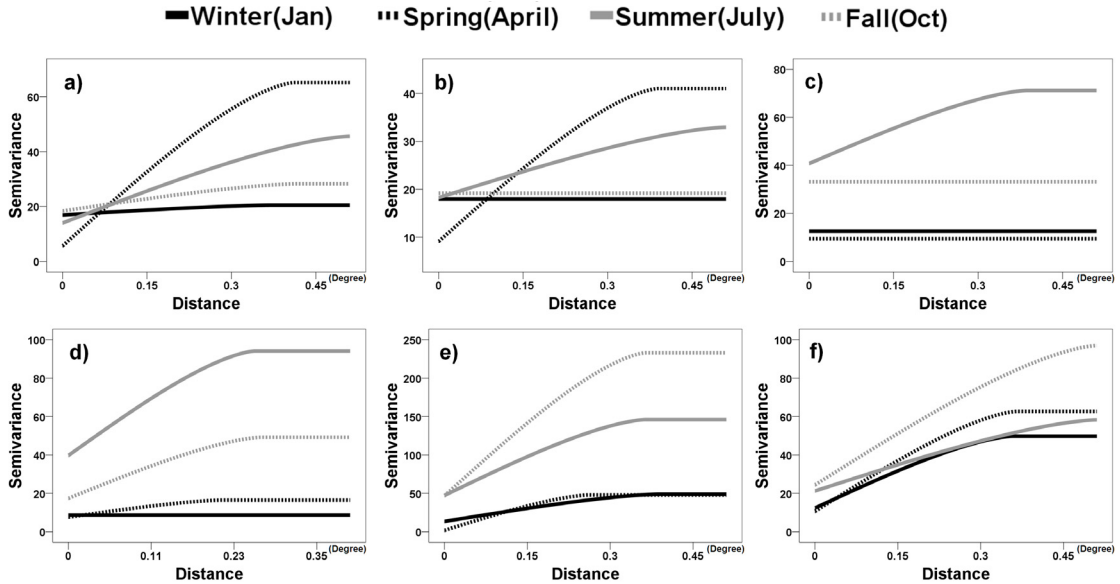 Winter(Jan) Spring(April) Summer(July) Fall(Oct)
a)
Semivariance
60
40
20
0
0 0.15 0.3 0.45 (Degree)
Distance
b)
Semivariance
40
30
20
10
0 0.15 0.3 0.45 (Degree)
Distance
c)
Semivariance
80
60
40
20
0
0 0.15 0.3 0.45 (Degree)
Distance
d)
Semivariance
100
80
60
40
20
0
0 0.11 0.23 0.35 (Degree)
Distance
e)
Semivariance
250
200
150
100
50
0
0 0.15 0.3 0.45 (Degree)
Distance
f)
Semivariance
100
80
60
40
20
0
0 0.15 0.3 0.45 (Degree)
Distance